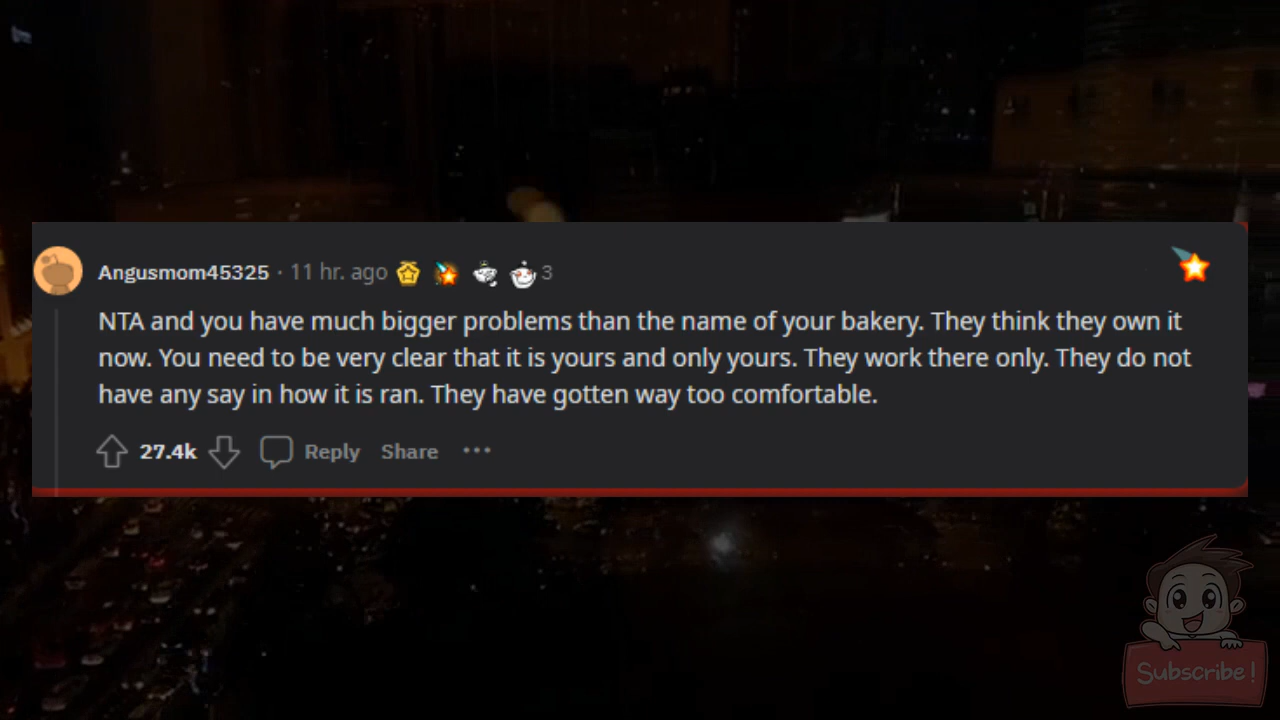 Angusmom45325 · 11 hr. ago 3
NTA and you have much bigger problems than the name of your bakery. They think they own it
now. You need to be very clear that it is yours and only yours. They work there only. They do not
have any say in how it is ran. They have gotten way too comfortable.
27.4k Reply Share ···
Subscribe!